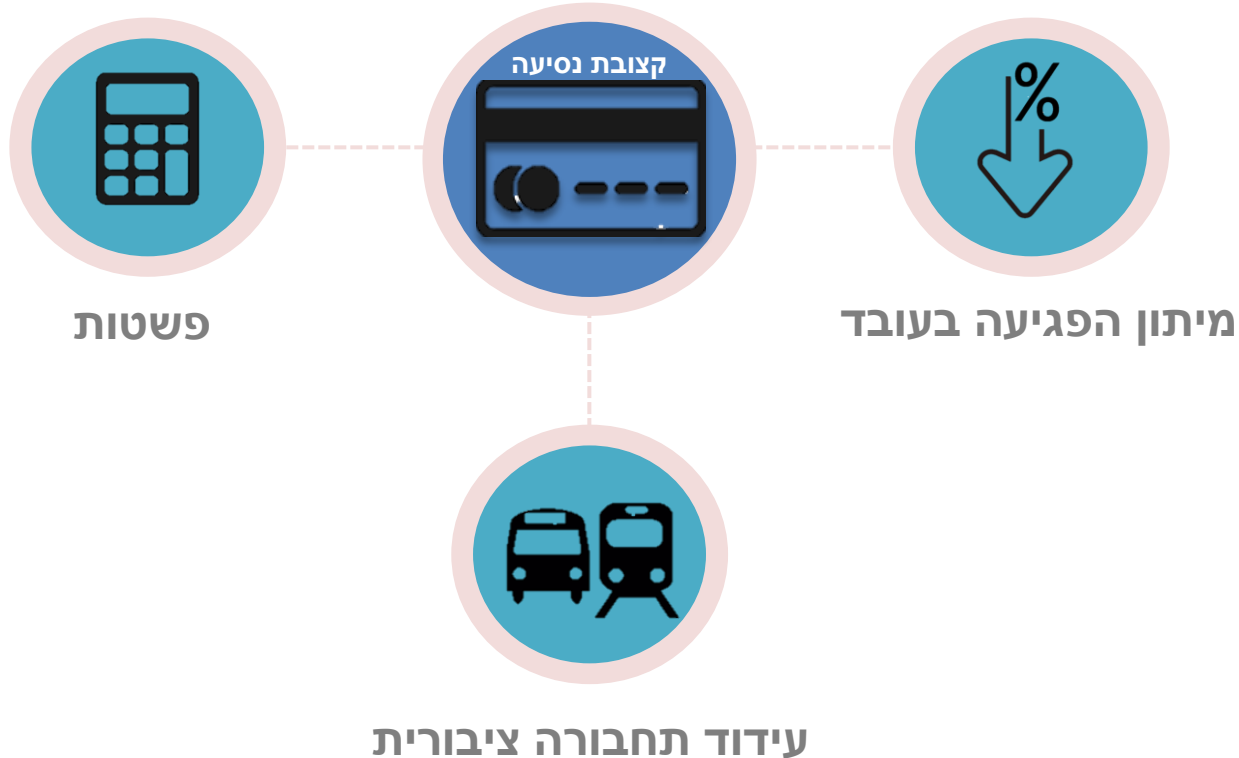 קצובת נסיעה
%
מיתון הפגיעה בעובד
פשטות
עידוד תחבורה ציבורית